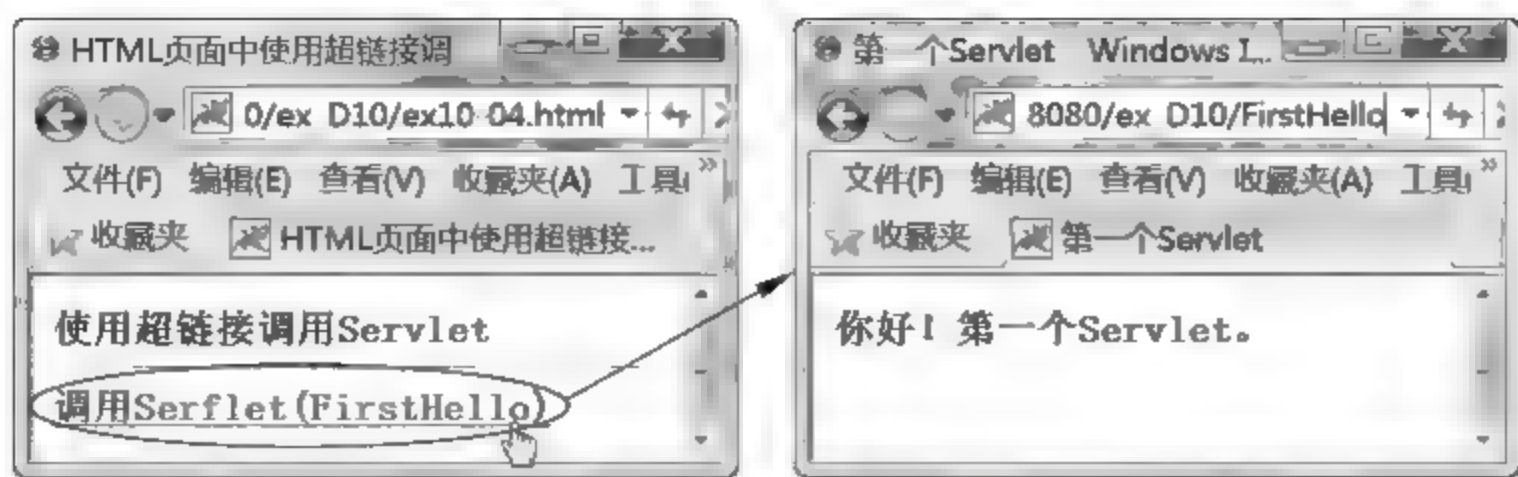 HTML页面中使用超链接调
0/ex D10/ex10 04.html
文件(F) 编辑(E) 查看(V) 收藏夹(A) 工具(
收藏夹 HTML页面中使用超链接...
使用超链接调用Servlet
调用Serflet(FirstHello)
第一个Servlet Windows I...
8080/ex D10/FirstHello
文件(F) 编辑(E) 查看(V) 收藏夹(A) 工具(
收藏夹 第一个Servlet
你好！第一个Servlet。